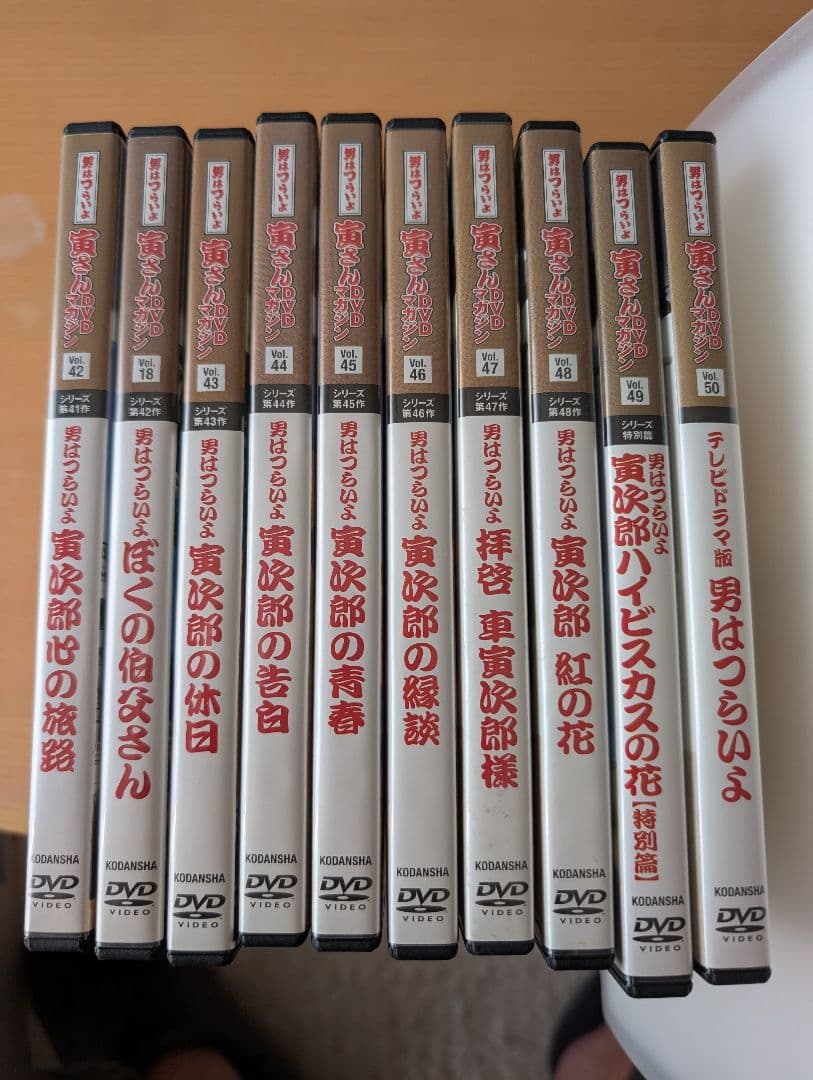 男はつらいよ
寅さんDVDマガジン
Vol. 42
シリーズ
第41作
男はつらいよ 寅次郎心の旅路
KODANSHA
DVD
VIDEO
男はつらいよ
寅さんDVDマガジン
Vol. 18
シリーズ
第42作
男はつらいよ ぼくの伯父さん
KODANSHA
DVD
VIDEO
男はつらいよ
寅さんDVDマガジン
Vol. 43
シリーズ
第43作
男はつらいよ 寅次郎の休日
KODANSHA
DVD
VIDEO
男はつらいよ
寅さんDVDマガジン
Vol. 44
シリーズ
第44作
男はつらいよ 寅次郎の告白
KODANSHA
DVD
VIDEO
男はつらいよ
寅さんDVDマガジン
Vol. 45
シリーズ
第45作
男はつらいよ 寅次郎の青春
KODANSHA
DVD
VIDEO
男はつらいよ
寅さんDVDマガジン
Vol. 46
シリーズ
第46作
男はつらいよ 寅次郎の縁談
KODANSHA
DVD
VIDEO
男はつらいよ
寅さんDVDマガジン
Vol. 47
シリーズ
第47作
男はつらいよ 拝啓 車寅次郎様
KODANSHA
DVD
VIDEO
男はつらいよ
寅さんDVDマガジン
Vol. 48
シリーズ
第48作
男はつらいよ 寅次郎 紅の花
KODANSHA
DVD
VIDEO
男はつらいよ
寅さんDVDマガジン
Vol. 49
シリーズ
特別篇
男はつらいよ
寅次郎ハイビスカスの花【特別篇】
KODANSHA
DVD
VIDEO
男はつらいよ
寅さんDVDマガジン
Vol. 50
テレビドラマ版 男はつらいよ
KODANSHA
DVD
VIDEO